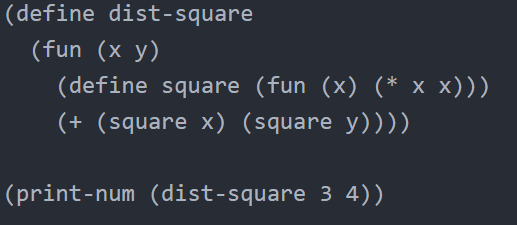 (define dist-square
  (fun (x y)
    (define square (fun (x) (* x x)))
    (+ (square x) (square y))))

(print-num (dist-square 3 4))